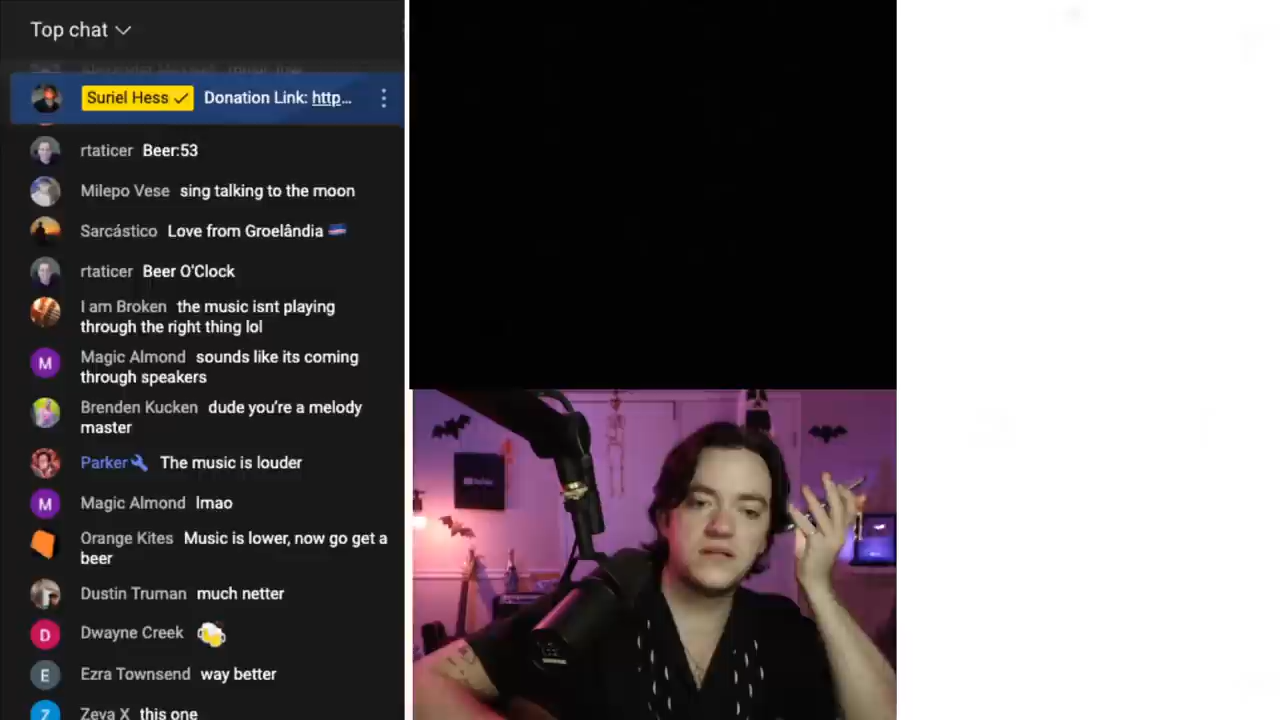 Top chat
Suriel Hess Donation Link: http...
rtaticer Beer:53
Milepo Vese sing talking to the moon
Sarcástico Love from Groelândia 🇨🇻
rtaticer Beer O'Clock
I am Broken the music isnt playing
through the right thing lol
M
Magic Almond sounds like its coming
through speakers
Brenden Kucken dude you're a melody
master
Parker The music is louder
M
Magic Almond lmao
Orange Kites Music is lower, now go get a
beer
Dustin Truman much netter
D
Dwayne Creek 🍻
E
Ezra Townsend way better
Z
Zeya X this one